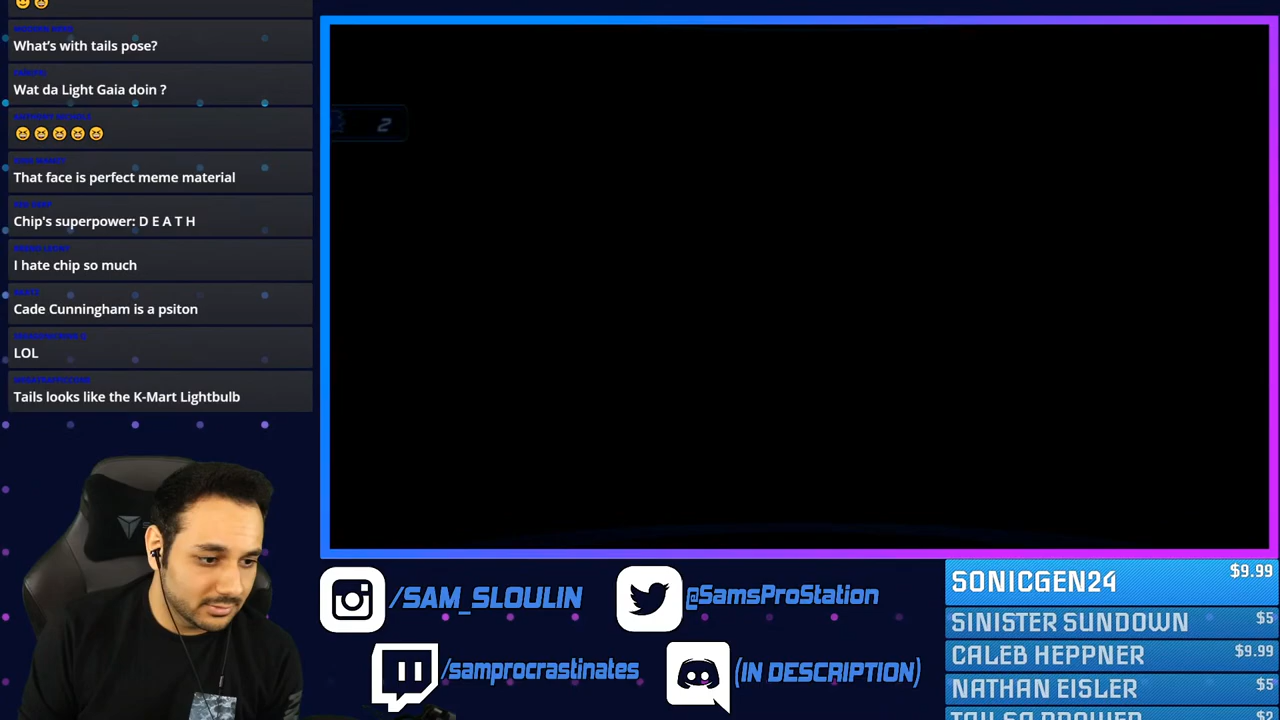 What's with tails pose?
Wat da Light Gaia doin ?
That face is perfect meme material
Chip's superpower: D E A T H
I hate chip so much
Cade Cunningham is a psiton
LOL
Tails looks like the K-Mart Lightbulb
2
/SAM_SLOULIN
@SamsProStation
/samprocrastinates
(IN DESCRIPTION)
SONICGEN24 $9.99
SINISTER SUNDOWN $5
CALEB HEPPNER $9.99
NATHAN EISLER $5